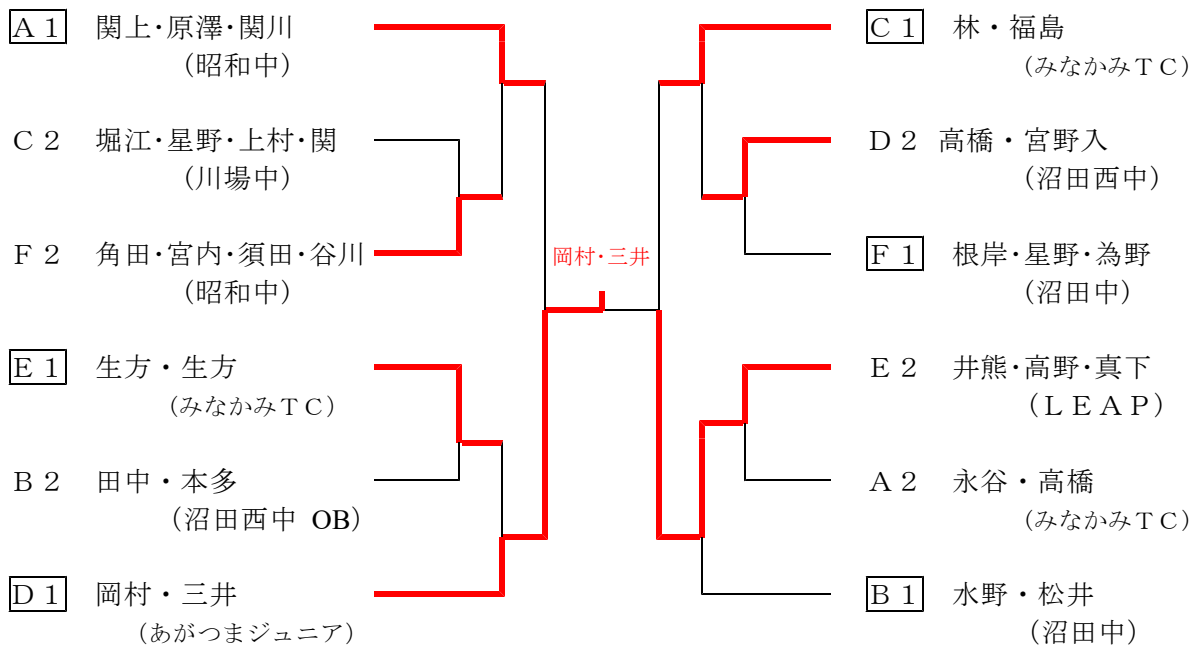 A１ 関上・原澤・関川
（昭和中）
C２ 堀江・星野・上村・関
（川場中）
F２ 角田・宮内・須田・谷川
（昭和中）
E１ 生方・生方
（みなかみＴＣ）
B２ 田中・本多
（沼田西中 OB）
D１ 岡村・三井
（あがつまジュニア）
岡村・三井
C１ 林・福島
（みなかみＴＣ）
D２ 高橋・宮野入
（沼田西中）
F１ 根岸・星野・為野
（沼田中）
E２ 井熊・高野・真下
（ＬＥＡＰ）
A２ 永谷・高橋
（みなかみＴＣ）
B１ 水野・松井
（沼田中）